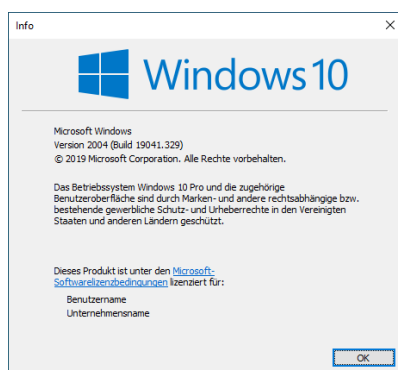 Info
Windows 10
Microsoft Windows
Version 2004 (Build 19041.329)
© 2019 Microsoft Corporation. Alle Rechte vorbehalten.
Das Betriebssystem Windows 10 Pro und die zugehörige
Benutzeroberfläche sind durch Marken- und andere rechtsabhängige bzw.
bestehende gewerbliche Schutz- und Urheberrechte in den Vereinigten
Staaten und anderen Ländern geschützt.
Dieses Produkt ist unter den Microsoft-
Softwarelizenzbedingungen lizenziert für:
Benutzername
Unternehmensname
OK